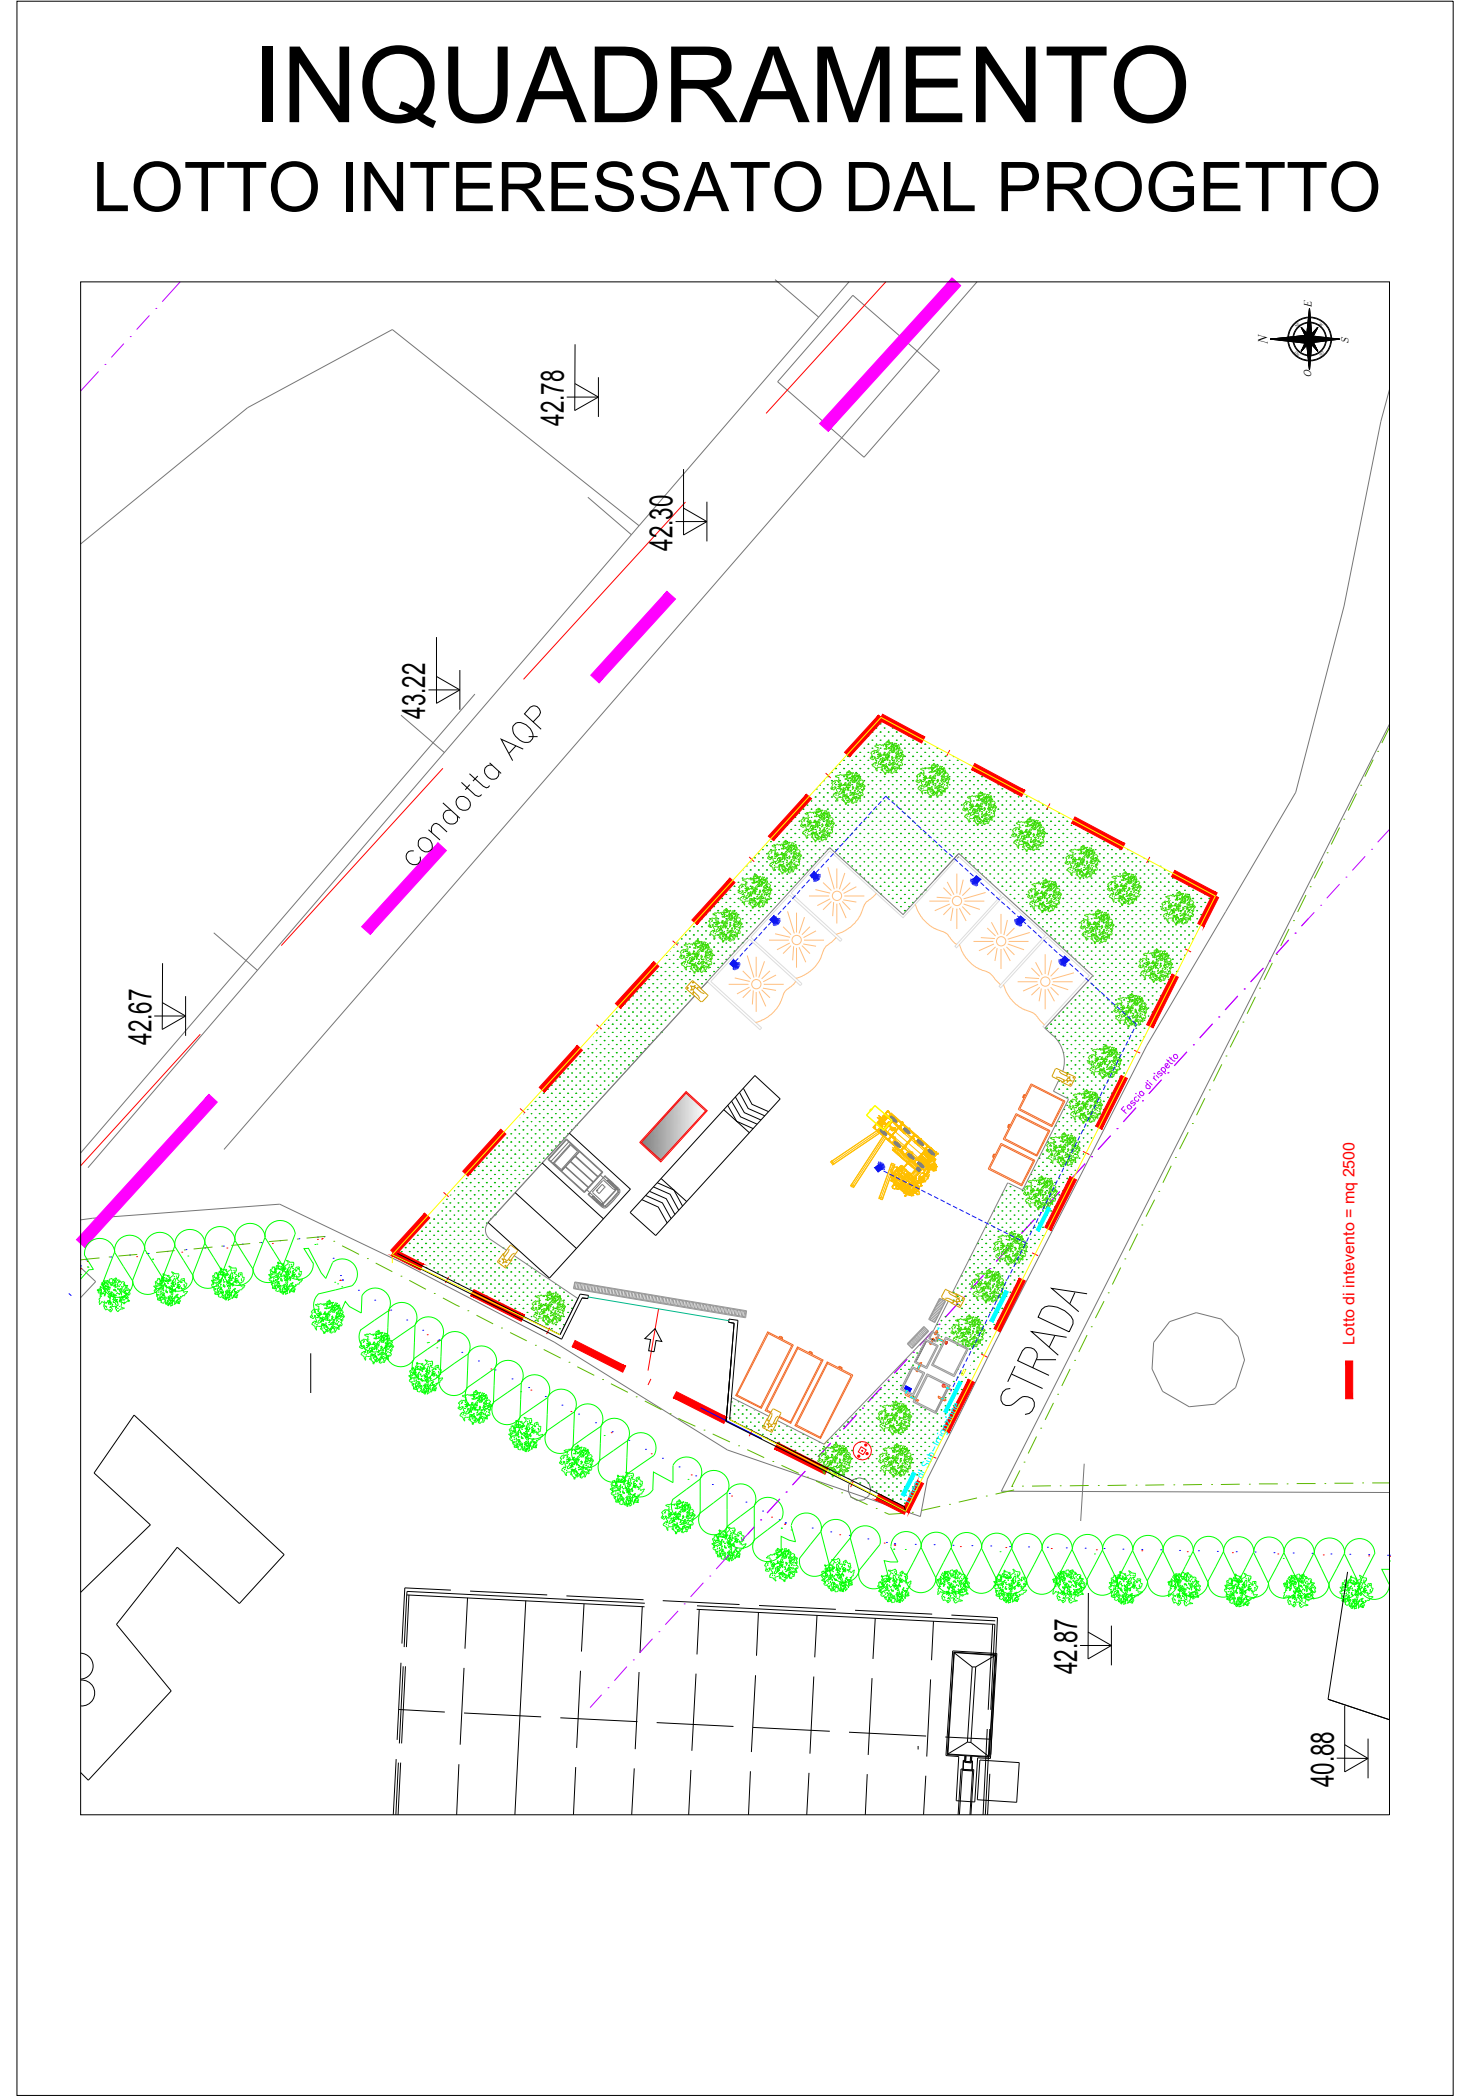 INQUADRAMENTO
LOTTO INTERESSATO DAL PROGETTO
E
N
S
O
42.78
42.30
43.22
condotta AQP
42.67
Fascia di rispetto
Lotto di intevento = mq 2500
STRADA
42.87
40.88